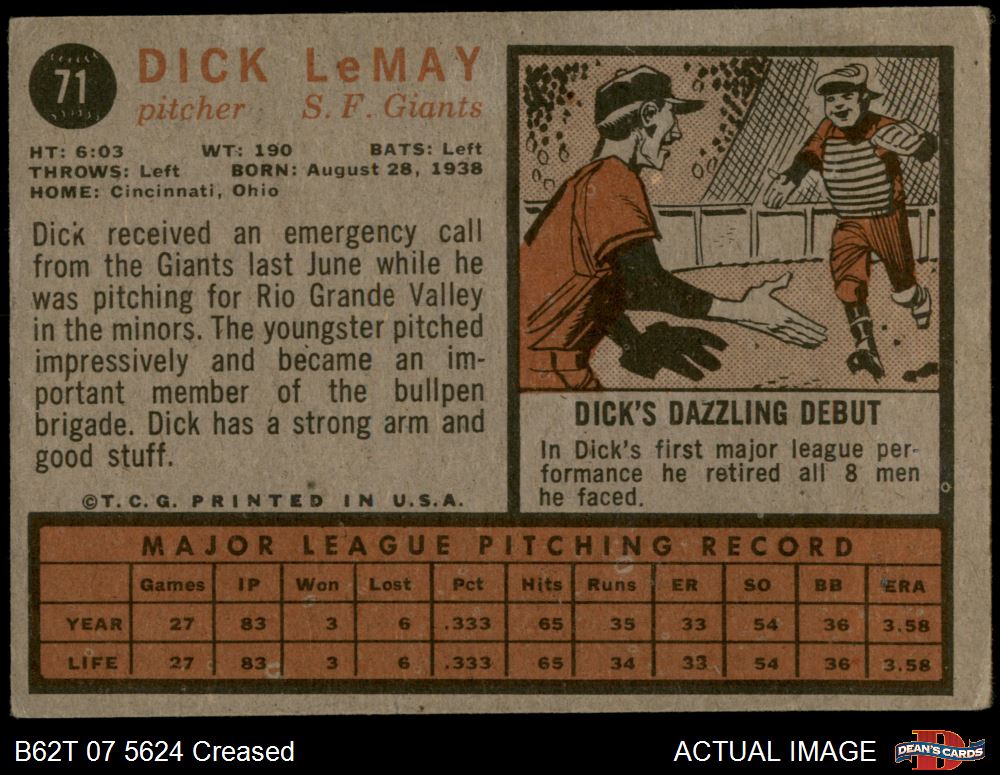 71
DICK LeMAY
pitcher S. F. Giants
HT: 6:03 WT: 190 BATS: Left
THROWS: Left BORN: August 28, 1938
HOME: Cincinnati, Ohio
Dick received an emergency call
from the Giants last June while he
was pitching for Rio Grande Valley
in the minors. The youngster pitched
impressively and became an im-
portant member of the bullpen
brigade. Dick has a strong arm and
good stuff.
©T.C.G. PRINTED IN U.S.A.
DICK'S DAZZLING DEBUT
In Dick's first major league per-
formance he retired all 8 men
he faced.
MAJOR LEAGUE PITCHING RECORD
Games IP Won Lost Pct Hits Runs ER SO BB ERA
YEAR 27 83 3 6 .333 65 35 33 54 36 3.58
LIFE 27 83 3 6 .333 65 34 33 54 36 3.58
B62T 07 5624 Creased ACTUAL IMAGE
D
DEAN'S CARDS